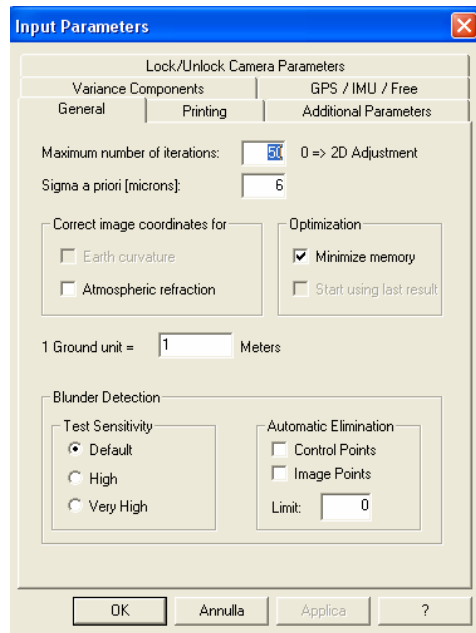 Input Parameters
Lock/Unlock Camera Parameters
Variance Components GPS / IMU / Free
General Printing Additional Parameters
Maximum number of iterations: 50 0 => 2D Adjustment
Sigma a priori [microns]: 6
Correct image coordinates for Optimization
Earth curvature Minimize memory
Atmospheric refraction Start using last result
1 Ground unit = 1 Meters
Blunder Detection
Test Sensitivity Automatic Elimination
Default Control Points
High Image Points
Very High Limit: 0
OK Annulla Applica ?